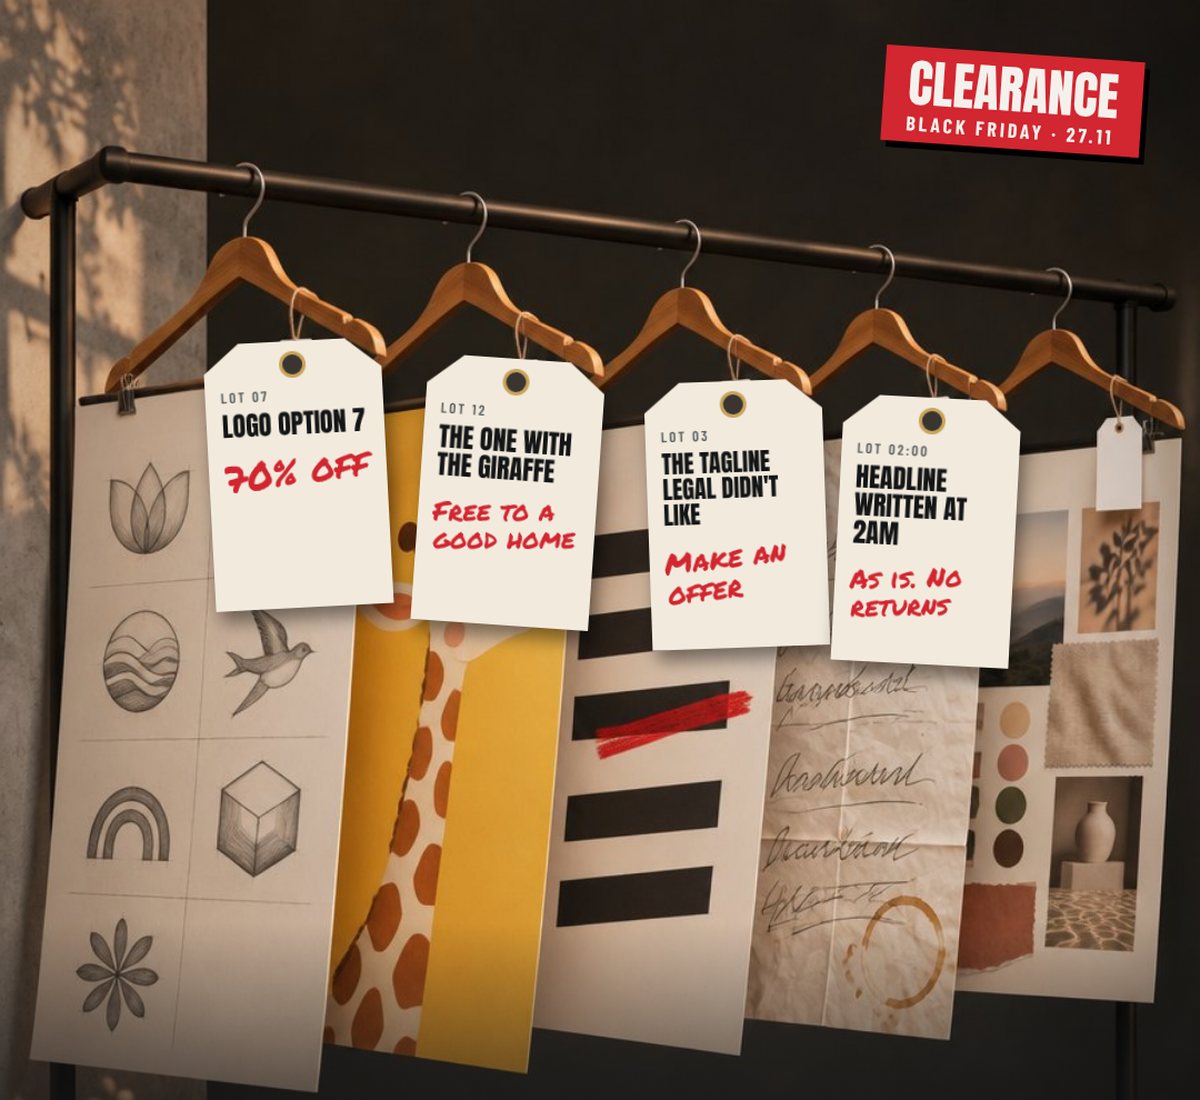 CLEARANCE
BLACK FRIDAY · 27.11
LOT 07
LOGO OPTION 7
70% OFF
LOT 12
THE ONE WITH
THE GIRAFFE
FREE TO A
GOOD HOME
LOT 03
THE TAGLINE
LEGAL DIDN'T
LIKE
MAKE AN
OFFER
LOT 02:00
HEADLINE
WRITTEN AT
2AM
AS IS. NO
RETURNS